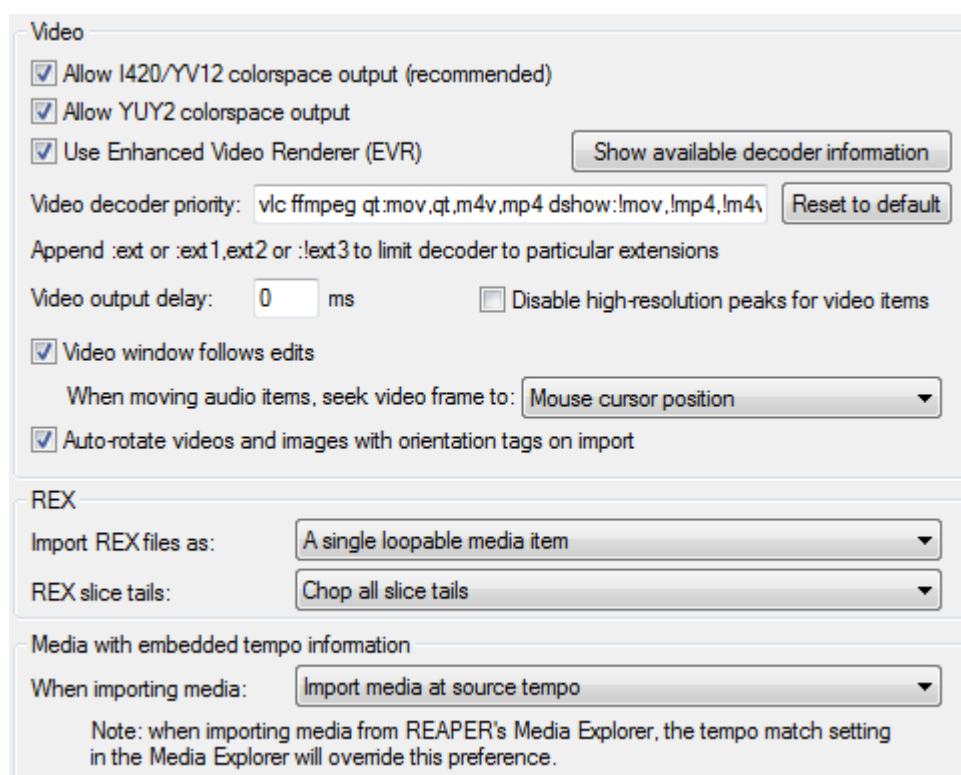 Video
Allow I420/YV12 colorspace output (recommended)
Allow YUY2 colorspace output
Use Enhanced Video Renderer (EVR) Show available decoder information
Video decoder priority: vlc ffmpeg qt:mov,qt,m4v,mp4 dshow:!mov,!mp4,!m4v Reset to default
Append :ext or :ext1,ext2 or :!ext3 to limit decoder to particular extensions
Video output delay: 0 ms Disable high-resolution peaks for video items
Video window follows edits
When moving audio items, seek video frame to: Mouse cursor position
Auto-rotate videos and images with orientation tags on import
REX
Import REX files as: A single loopable media item
REX slice tails: Chop all slice tails
Media with embedded tempo information
When importing media: Import media at source tempo
Note: when importing media from REAPER's Media Explorer, the tempo match setting
in the Media Explorer will override this preference.